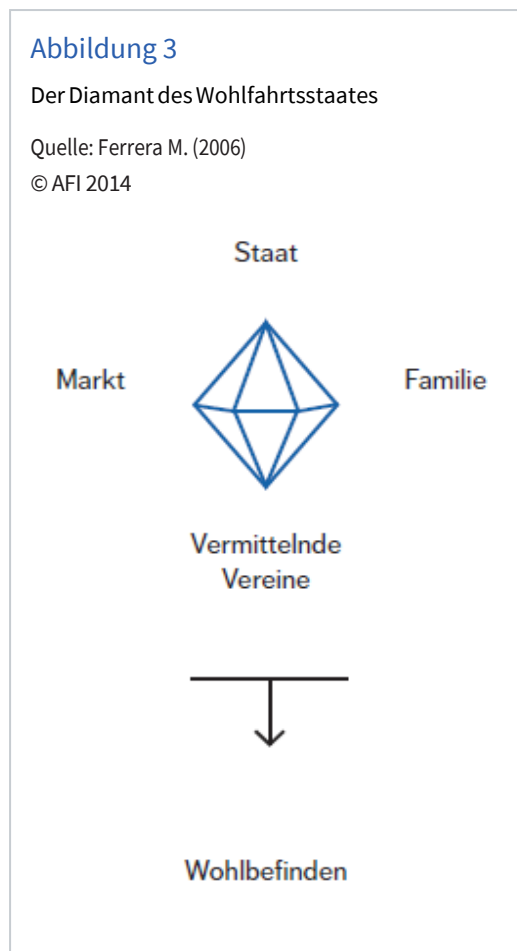 Abbildung 3
Der Diamant des Wohlfahrtsstaates
Quelle: Ferrera M. (2006)
© AFI 2014
Staat
Markt
Familie
Vermittelnde
Vereine
Wohlbefinden